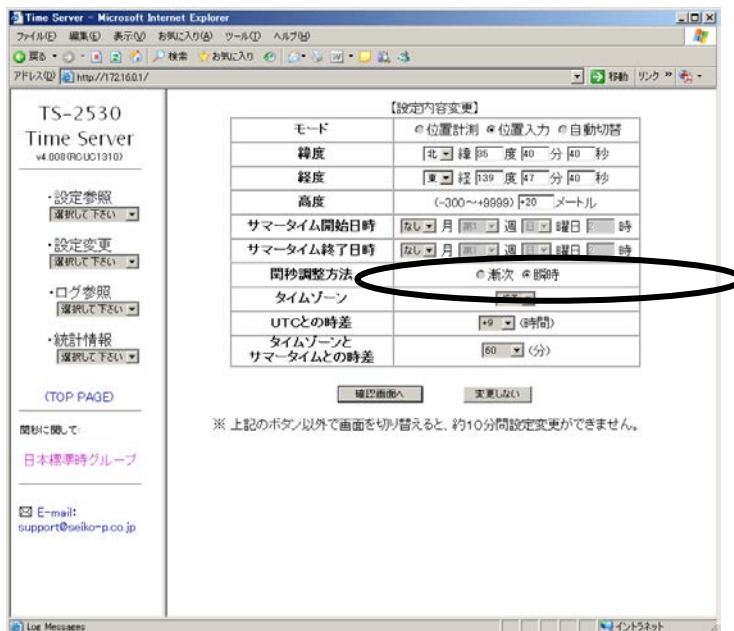 Time Server - Microsoft Internet Explorer
ファイル(F) 編集(E) 表示(V) お気に入り(A) ツール(T) ヘルプ(H)
戻る 検索 お気に入り
アドレス(D) http://172.16.0.1/ 移動 リンク »
TS-2530
Time Server
v4.008(RCUC1310)
・設定参照
選択して下さい
・設定変更
選択して下さい
・ログ参照
選択して下さい
・統計情報
選択して下さい
(TOP PAGE)
閏秒に関して:
日本標準時グループ
E-mail:
support@seiko-p.co.jp
【設定内容変更】
モード 位置計測 位置入力 自動切替
緯度 北 緯 35 度 40 分 40 秒
経度 東 経 139 度 47 分 40 秒
高度 (-300～+9999) +20 メートル
サマータイム開始日時 なし 月 第1 週 日 曜日 2 時
サマータイム終了日時 なし 月 週 日 曜日 2 時
閏秒調整方法 漸次 瞬時
タイムゾーン
UTCとの時差 +9 (時間)
タイムゾーンと
サマータイムとの時差 60 (分)
確認画面へ 変更しない
※ 上記のボタン以外で画面を切り替えると、約10分間設定変更ができません。
Log Messages イントラネット